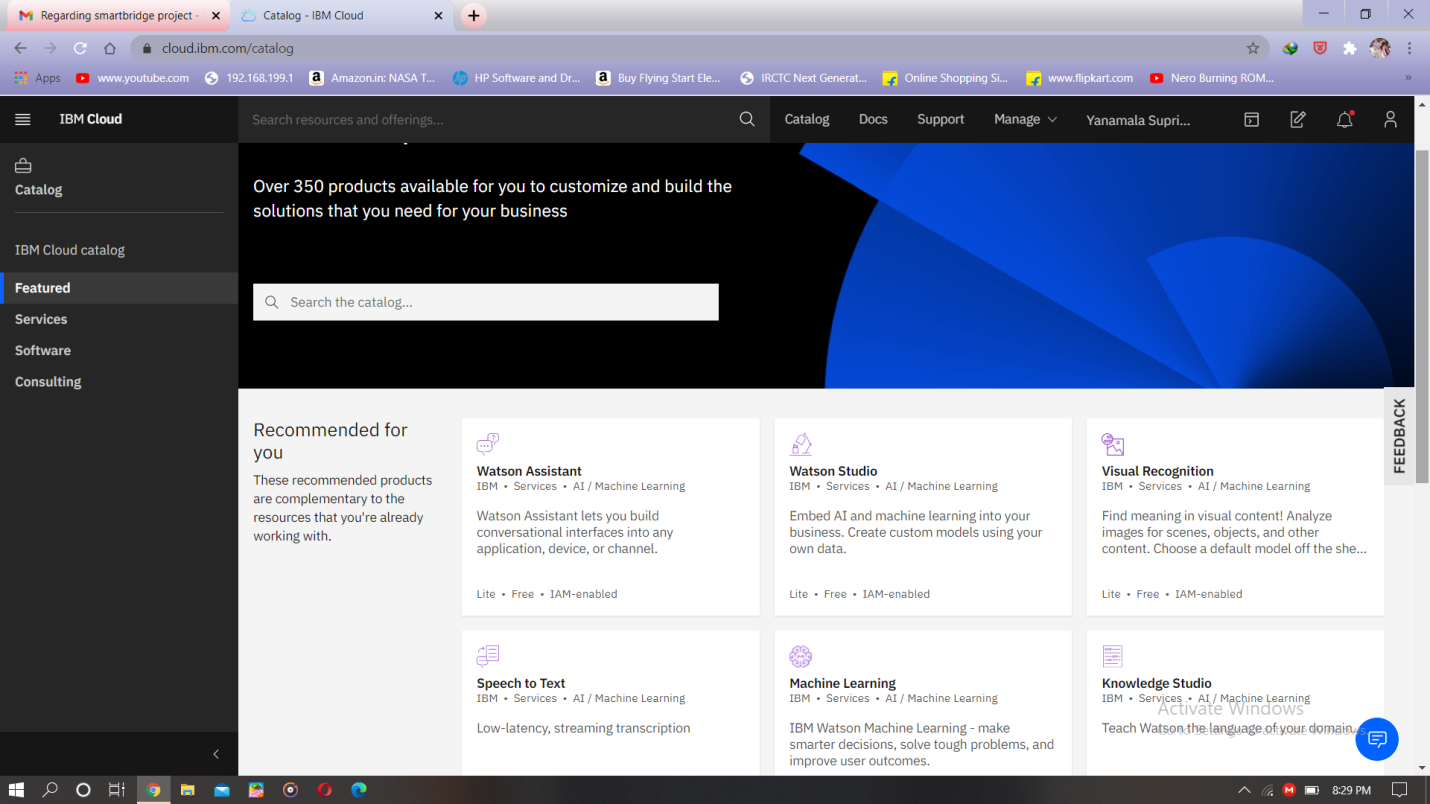 Regarding smartbridge project -
Catalog - IBM Cloud
cloud.ibm.com/catalog
Apps
www.youtube.com
192.168.199.1
Amazon.in: NASA T...
HP Software and Dr...
Buy Flying Start Ele...
IRCTC Next Generat...
Online Shopping Si...
www.flipkart.com
Nero Burning ROM...
»
IBM Cloud
Search resources and offerings...
Catalog
Docs
Support
Manage
Yanamala Supri...
Catalog
IBM Cloud catalog
Featured
Services
Software
Consulting
Over 350 products available for you to customize and build the
solutions that you need for your business
Search the catalog...
FEEDBACK
Recommended for
you
These recommended products
are complementary to the
resources that you're already
working with.
Watson Assistant
IBM • Services • AI / Machine Learning
Watson Assistant lets you build
conversational interfaces into any
application, device, or channel.
Lite • Free • IAM-enabled
Watson Studio
IBM • Services • AI / Machine Learning
Embed AI and machine learning into your
business. Create custom models using your
own data.
Lite • Free • IAM-enabled
Visual Recognition
IBM • Services • AI / Machine Learning
Find meaning in visual content! Analyze
images for scenes, objects, and other
content. Choose a default model off the she...
Lite • Free • IAM-enabled
Speech to Text
IBM • Services • AI / Machine Learning
Low-latency, streaming transcription
Machine Learning
IBM • Services • AI / Machine Learning
IBM Watson Machine Learning - make
smarter decisions, solve tough problems, and
improve user outcomes.
Knowledge Studio
IBM • Services • AI / Machine Learning
Teach Watson the language of your domain.
Activate Windows
Go to Settings to activate Windows.
8:29 PM